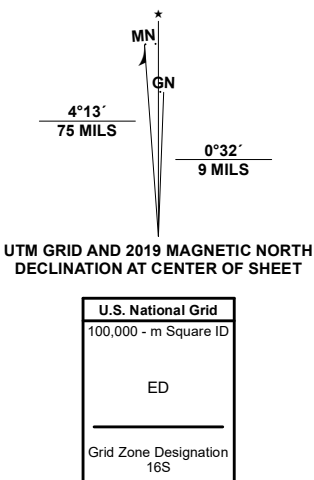 ★
MN
GN
4°13´
75 MILS
0°32´
9 MILS
UTM GRID AND 2019 MAGNETIC NORTH
DECLINATION AT CENTER OF SHEET
U.S. National Grid
100,000 - m Square ID
ED
Grid Zone Designation
16S